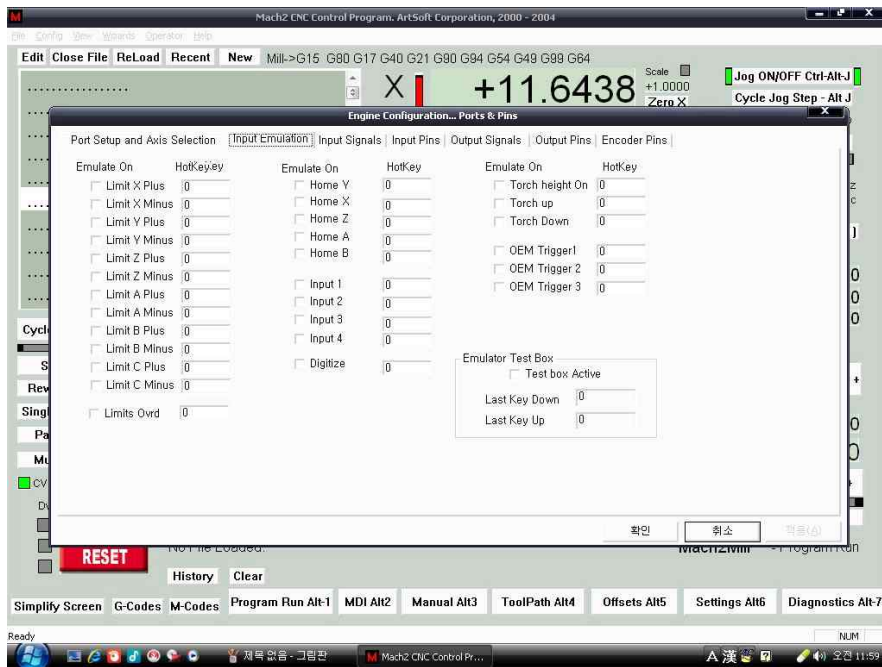 Mach2 CNC Control Program. ArtSoft Corporation, 2000 - 2004
File Config View Wizards Operator Help
Edit Close File ReLoad Recent New Mill->G15 G80 G17 G40 G21 G90 G94 G54 G49 G99 G64
X +11.6438 Scale +1.0000 Zero X
Jog ON/OFF Ctrl-Alt-J
Cycle Jog Step - Alt J
Engine Configuration... Ports & Pins
Port Setup and Axis Selection Input Emulation Input Signals Input Pins Output Signals Output Pins Encoder Pins
Emulate On HotKeyey
Limit X Plus 0
Limit X Minus 0
Limit Y Plus 0
Limit Y Minus 0
Limit Z Plus 0
Limit Z Minus 0
Limit A Plus 0
Limit A Minus 0
Limit B Plus 0
Limit B Minus 0
Limit C Plus 0
Limit C Minus 0
Limits Ovrd 0
Emulate On HotKey
Home Y 0
Home X 0
Home Z 0
Home A 0
Home B 0
Input 1 0
Input 2 0
Input 3 0
Input 4 0
Digitize 0
Emulate On HotKey
Torch height On 0
Torch up 0
Torch Down 0
OEM Trigger1 0
OEM Trigger 2 0
OEM Trigger 3 0
Emulator Test Box
Test box Active
Last Key Down 0
Last Key Up 0
확인 취소 적용(A)
CV
RESET
No File Loaded.
Mach2Mill - Program Run
History Clear
Simplify Screen G-Codes M-Codes Program Run Alt-1 MDI Alt2 Manual Alt3 ToolPath Alt4 Offsets Alt5 Settings Alt6 Diagnostics Alt-7
Ready NUM
제목 없음 - 그림판 Mach2 CNC Control Pr... A 漢 오전 11:59